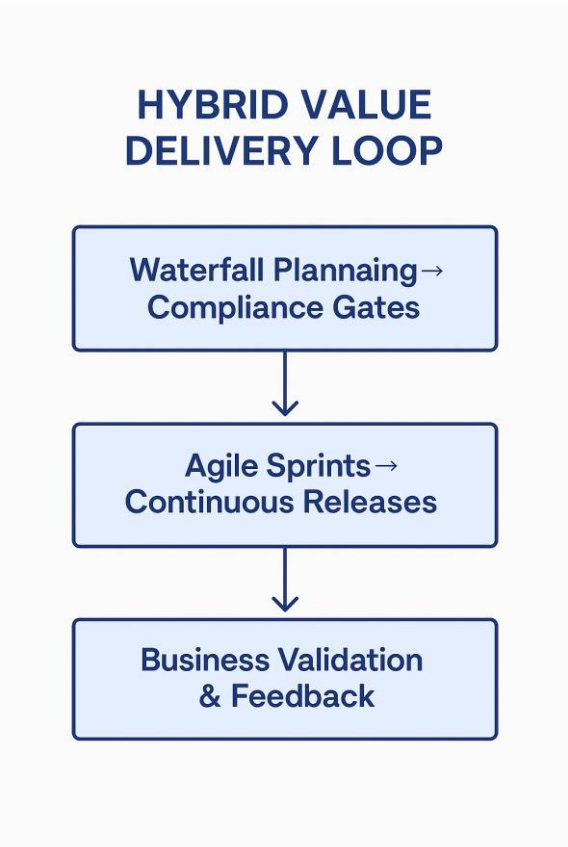 HYBRID VALUE
DELIVERY LOOP
Waterfall Plannaing→
Compliance Gates
Agile Sprints→
Continuous Releases
Business Validation
& Feedback